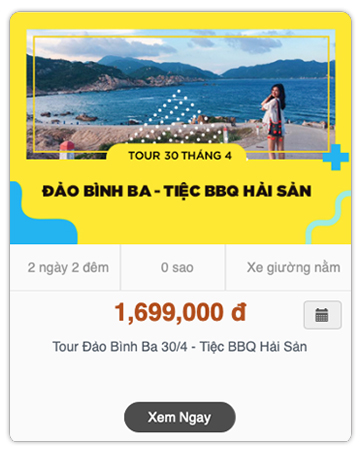 TOUR 30 THÁNG 4
ĐẢO BÌNH BA - TIỆC BBQ HẢI SẢN
2 ngày 2 đêm
0 sao
Xe giường nằm
1,699,000 đ
Tour Đảo Bình Ba 30/4 - Tiệc BBQ Hải Sản
Xem Ngay